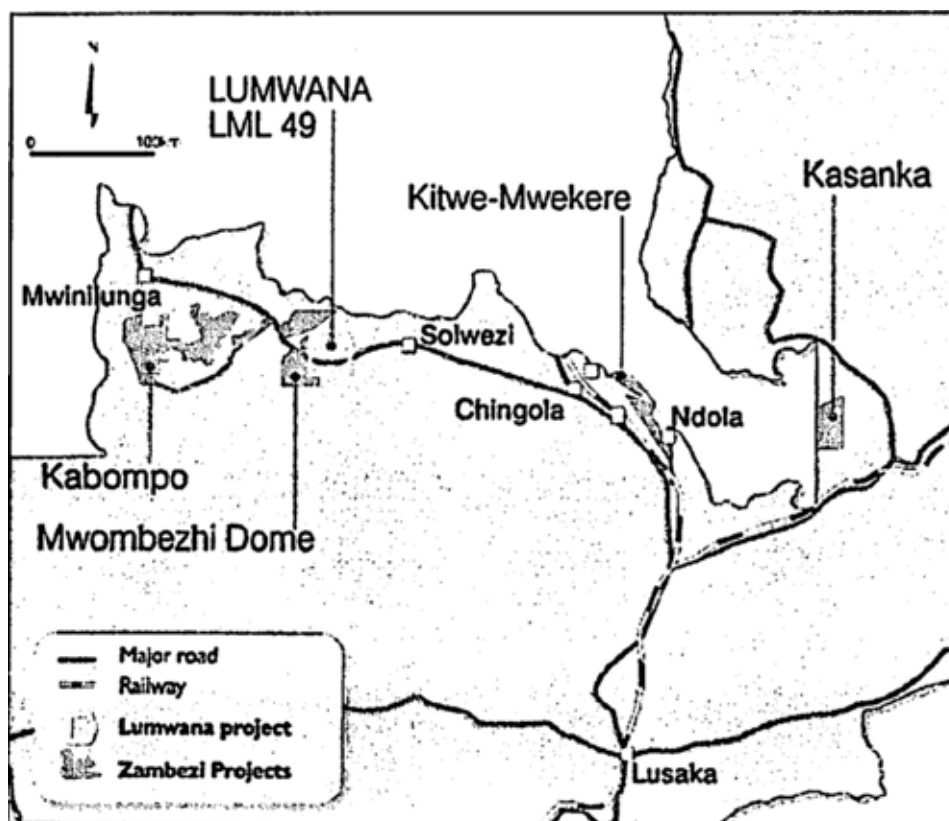 N
LUMWANA
LML 49
0 100km
Kitwe-Mwekere
Kasanka
Mwinilunga
Solwezi
Chingola
Ndola
Kabompo
Mwombezhi Dome
Major road
Railway
Lumwana project
Zambezi Projects
Lusaka